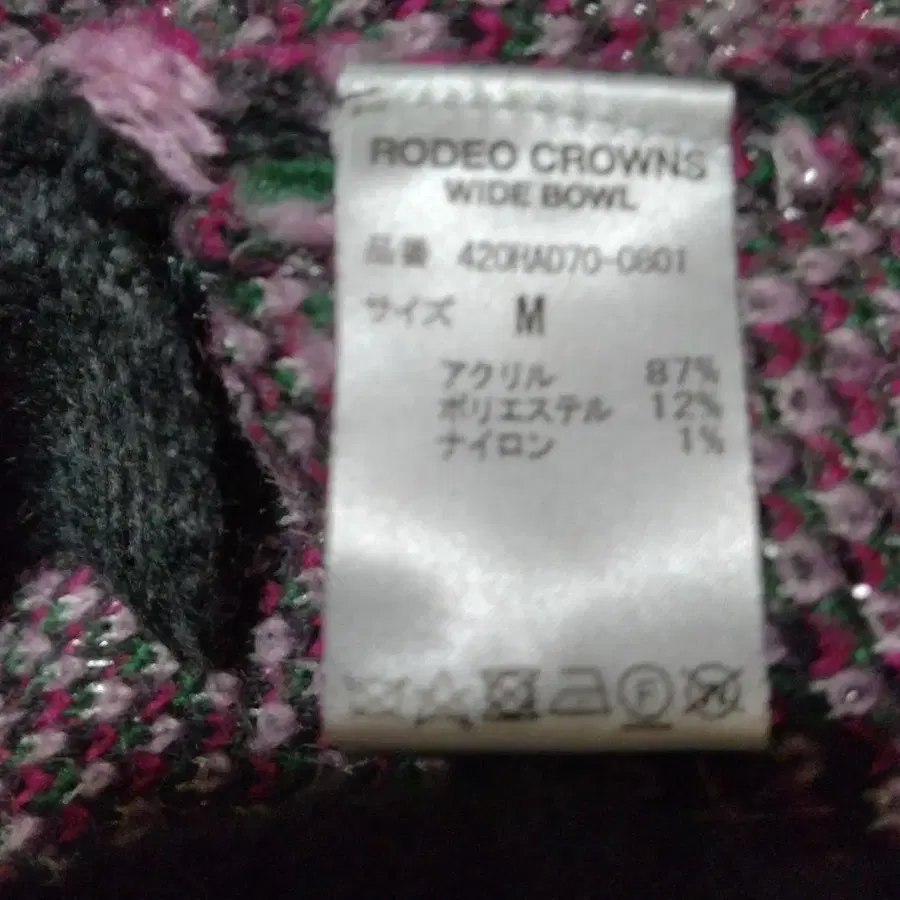 RODEO CROWNS
WIDE BOWL
品番 420HAD70-0601
サイズ M
アクリル 87%
ポリエステル 12%
ナイロン 1%
F